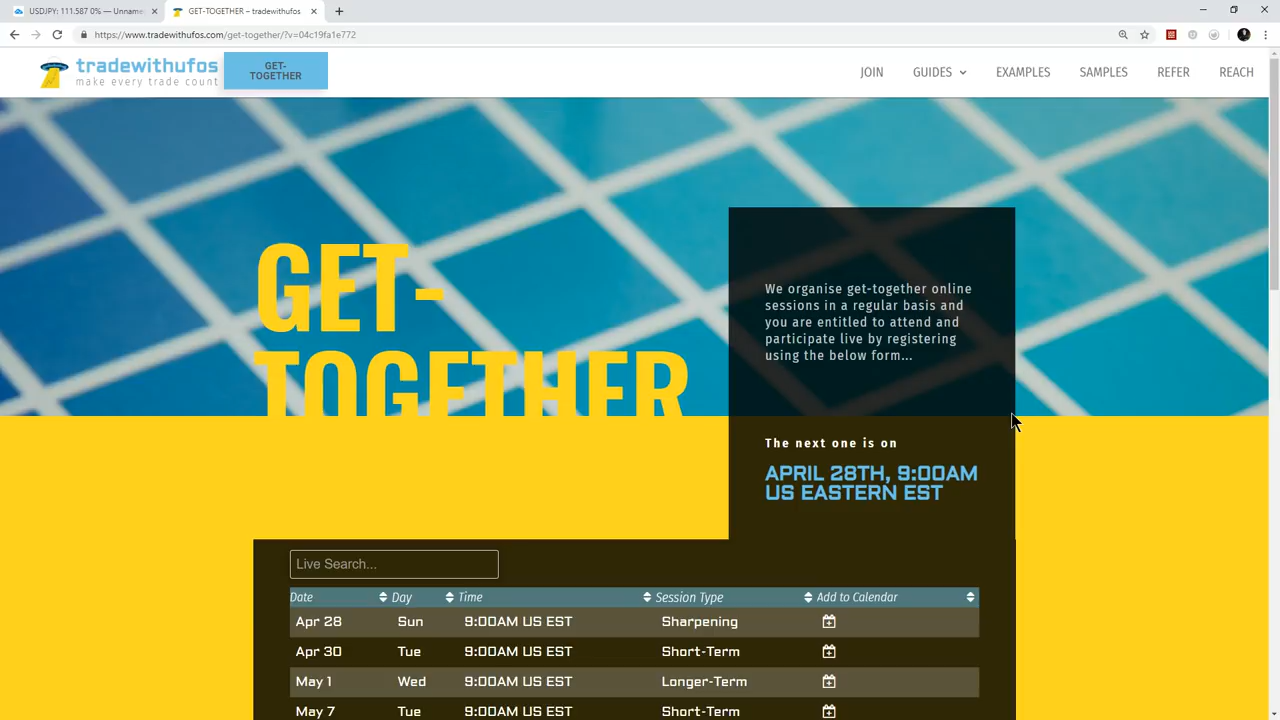 USDJPY: 111.587 0% — Unname
GET-TOGETHER – tradewithufos
https://www.tradewithufos.com/get-together/?v=04c19fa1e772
tradewithufos
make every trade count
GET-
TOGETHER
JOIN
GUIDES
EXAMPLES
SAMPLES
REFER
REACH
GET-
TOGETHER
We organise get-together online
sessions in a regular basis and
you are entitled to attend and
participate live by registering
using the below form...
The next one is on
APRIL 28TH, 9:00AM
US EASTERN EST
Live Search...
Date Day Time Session Type Add to Calendar
Apr 28 Sun 9:00AM US EST Sharpening
Apr 30 Tue 9:00AM US EST Short-Term
May 1 Wed 9:00AM US EST Longer-Term
May 7 Tue 9:00AM US EST Short-Term